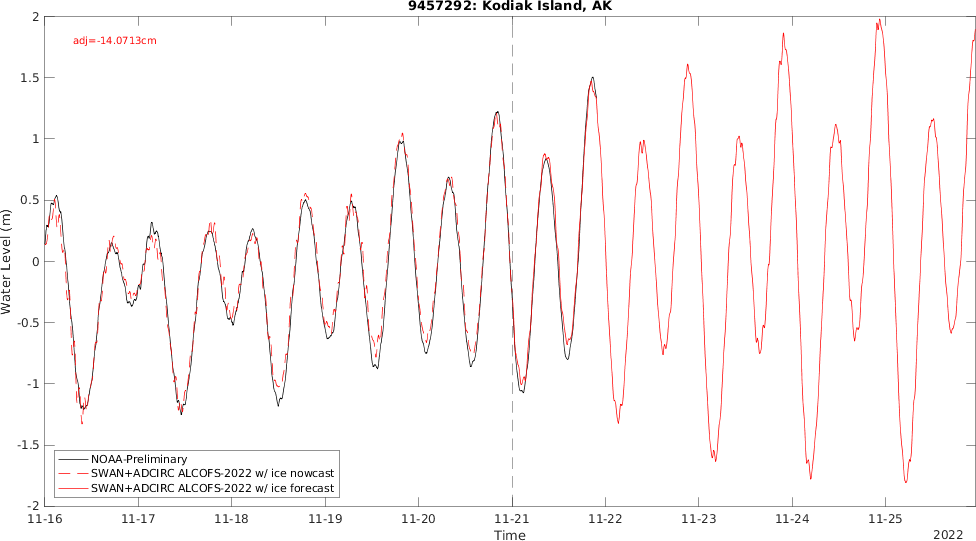 9457292: Kodiak Island, AK
adj=-14.0713cm
2
1.5
1
0.5
0
-0.5
-1
-1.5
-2
Water Level (m)
NOAA-Preliminary
SWAN+ADCIRC ALCOFS-2022 w/ ice nowcast
SWAN+ADCIRC ALCOFS-2022 w/ ice forecast
11-16 11-17 11-18 11-19 11-20 11-21 11-22 11-23 11-24 11-25
Time
2022